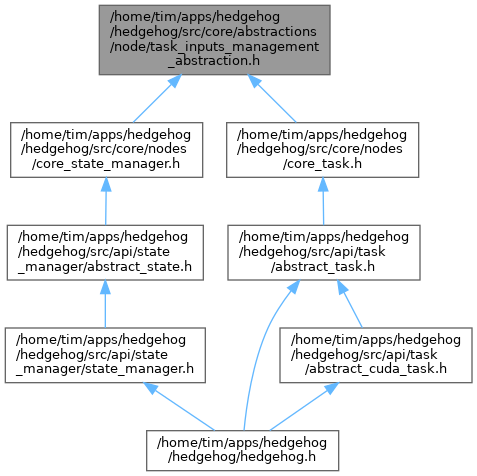 /home/tim/apps/hedgehog
/hedgehog/src/core/abstractions
/node/task_inputs_management
_abstraction.h
/home/tim/apps/hedgehog
/hedgehog/src/core/nodes
/core_state_manager.h
/home/tim/apps/hedgehog
/hedgehog/src/core/nodes
/core_task.h
/home/tim/apps/hedgehog
/hedgehog/src/api/state
_manager/abstract_state.h
/home/tim/apps/hedgehog
/hedgehog/src/api/task
/abstract_task.h
/home/tim/apps/hedgehog
/hedgehog/src/api/state
_manager/state_manager.h
/home/tim/apps/hedgehog
/hedgehog/src/api/task
/abstract_cuda_task.h
/home/tim/apps/hedgehog
/hedgehog/hedgehog.h